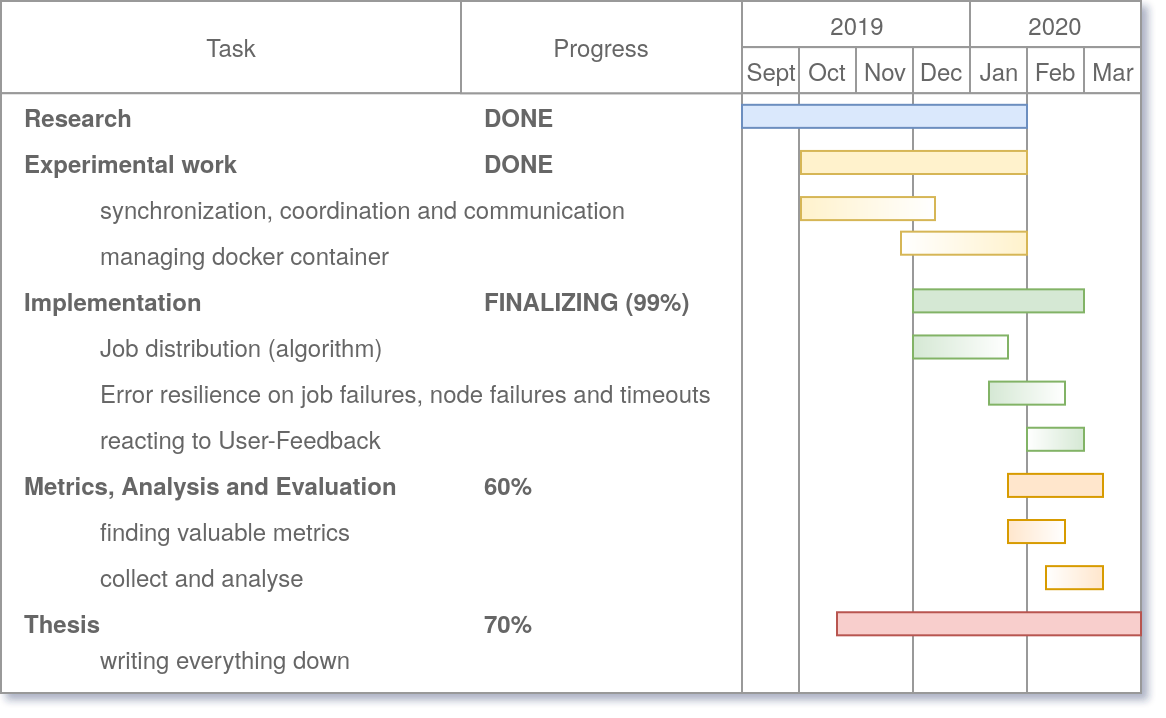 Task
Progress
2019
2020
Sept
Oct
Nov
Dec
Jan
Feb
Mar
Research
DONE
Experimental work
DONE
synchronization, coordination and communication
managing docker container
Implementation
FINALIZING (99%)
Job distribution (algorithm)
Error resilience on job failures, node failures and timeouts
reacting to User-Feedback
Metrics, Analysis and Evaluation
60%
finding valuable metrics
collect and analyse
Thesis
70%
writing everything down